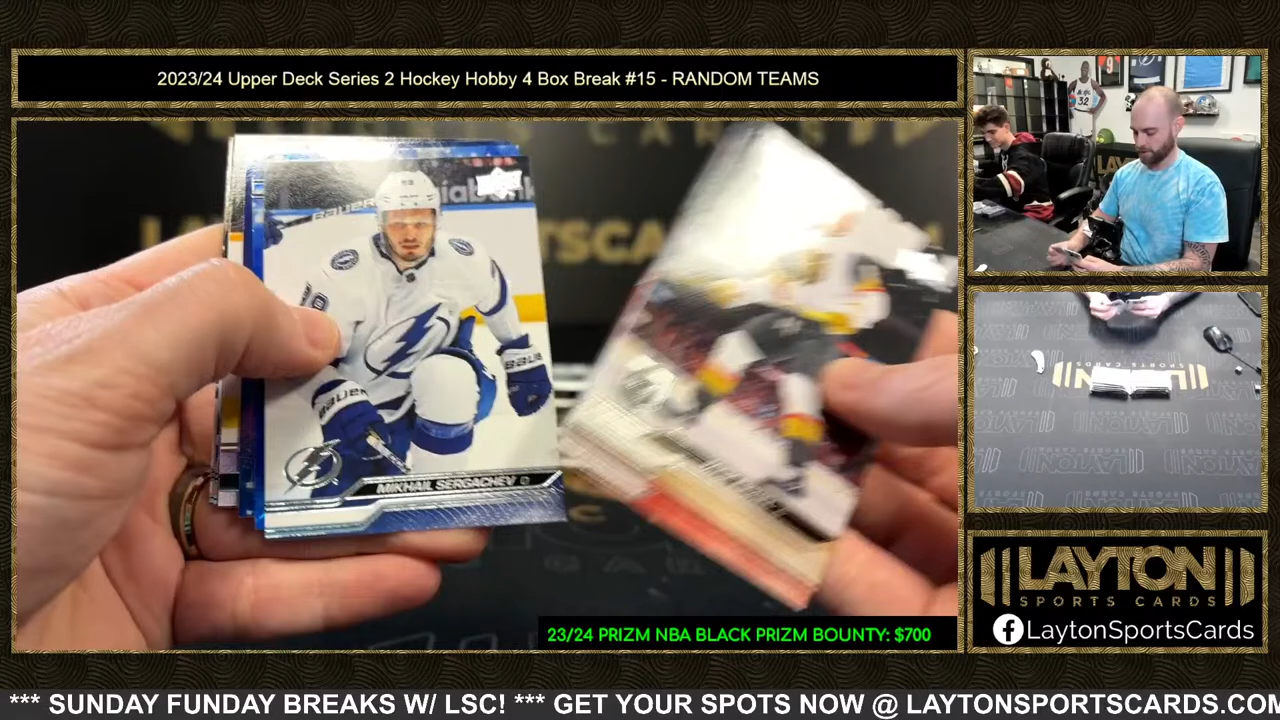 2023/24 Upper Deck Series 2 Hockey Hobby 4 Box Break #15 - RANDOM TEAMS
32
BAUER
MIKHAIL SERGACHEV D
23/24 PRIZM NBA BLACK PRIZM BOUNTY: $700
LAYTON
SPORTS CARDS
LaytonSportsCards
*** SUNDAY FUNDAY BREAKS W/ LSC! *** GET YOUR SPOTS NOW @ LAYTONSPORTSCARDS.COM